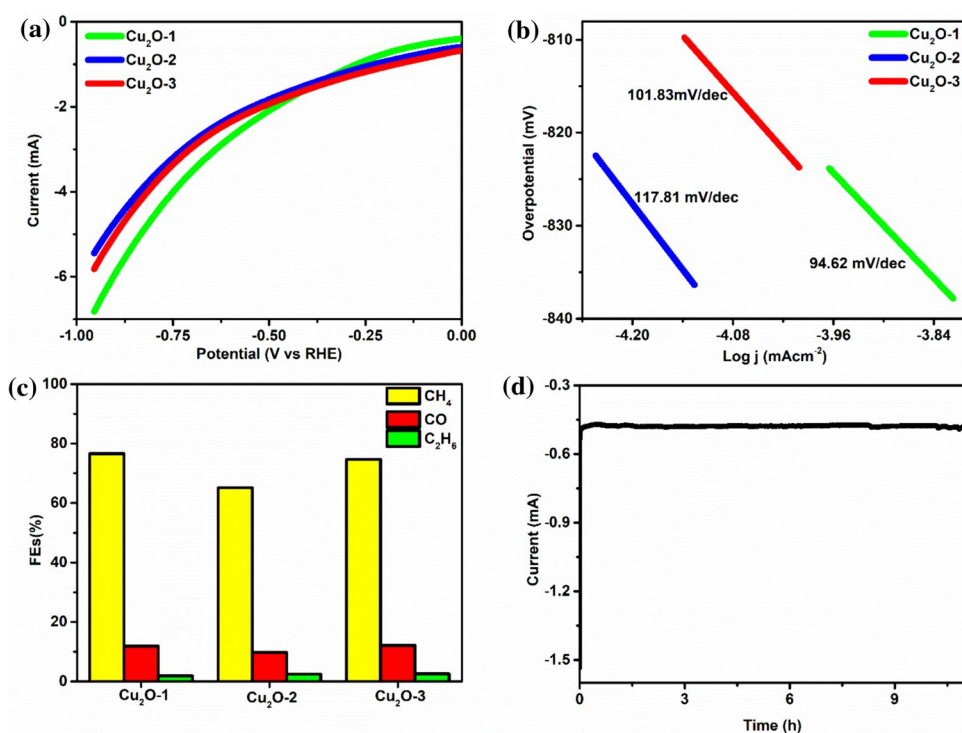 (a)
Cu₂O-1
Cu₂O-2
Cu₂O-3
0
-2
-4
-6
Current (mA)
-1.00 -0.75 -0.50 -0.25 0.00
Potential (V vs RHE)
(b)
Cu₂O-1
Cu₂O-2
Cu₂O-3
-810
-820
-830
-840
Overpotential (mV)
101.83mV/dec
117.81 mV/dec
94.62 mV/dec
-4.20 -4.08 -3.96 -3.84
Log j (mAcm⁻²)
(c)
CH₄
CO
C₂H₆
100
80
60
40
20
0
FEs(%)
Cu₂O-1 Cu₂O-2 Cu₂O-3
(d)
-0.3
-0.6
-0.9
-1.2
-1.5
Current (mA)
0 3 6 9
Time (h)